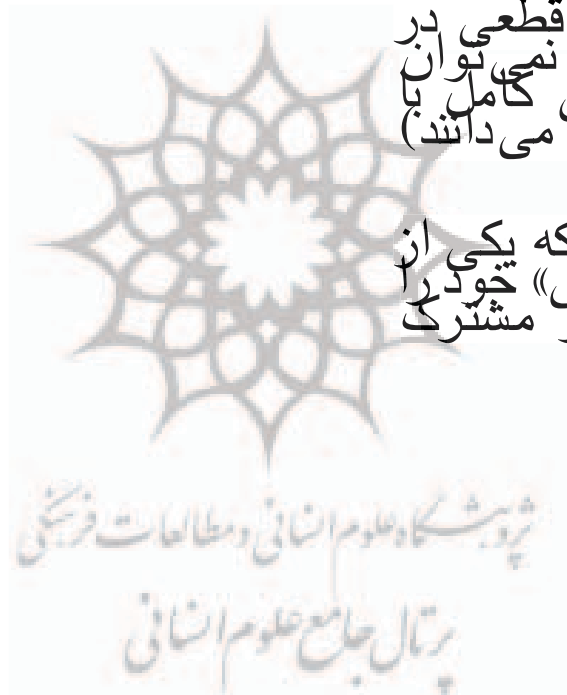 قطعی در
نمی‌توان
کامل با
می‌دانند)
که یکی از
» خود را
مشترک
پژوهشگاه علوم انسانی و مطالعات فرهنگی
پرتال جامع علوم انسانی